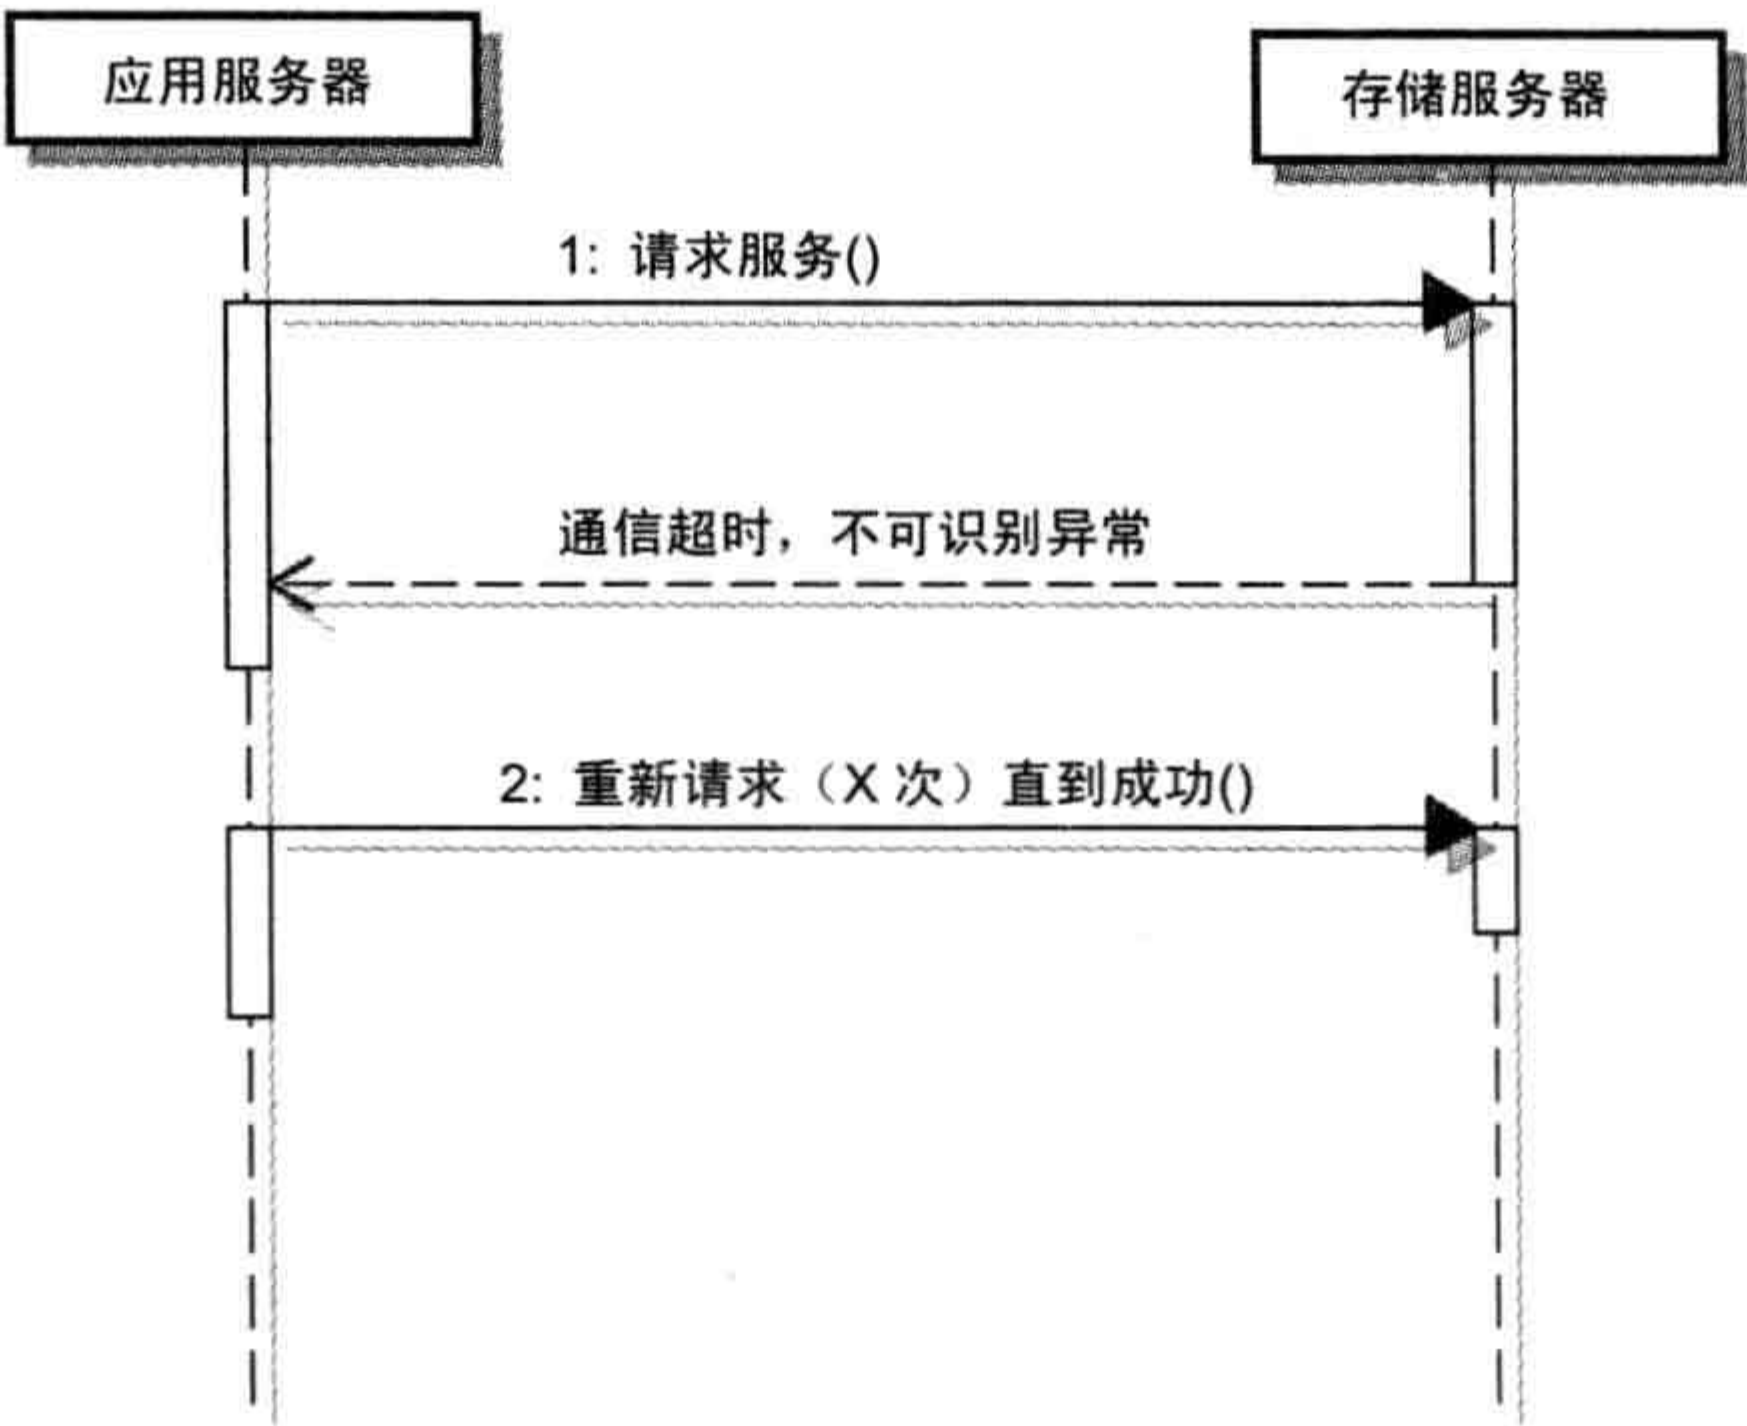 应用服务器
存储服务器
1: 请求服务()
通信超时，不可识别异常
2: 重新请求（X 次）直到成功()